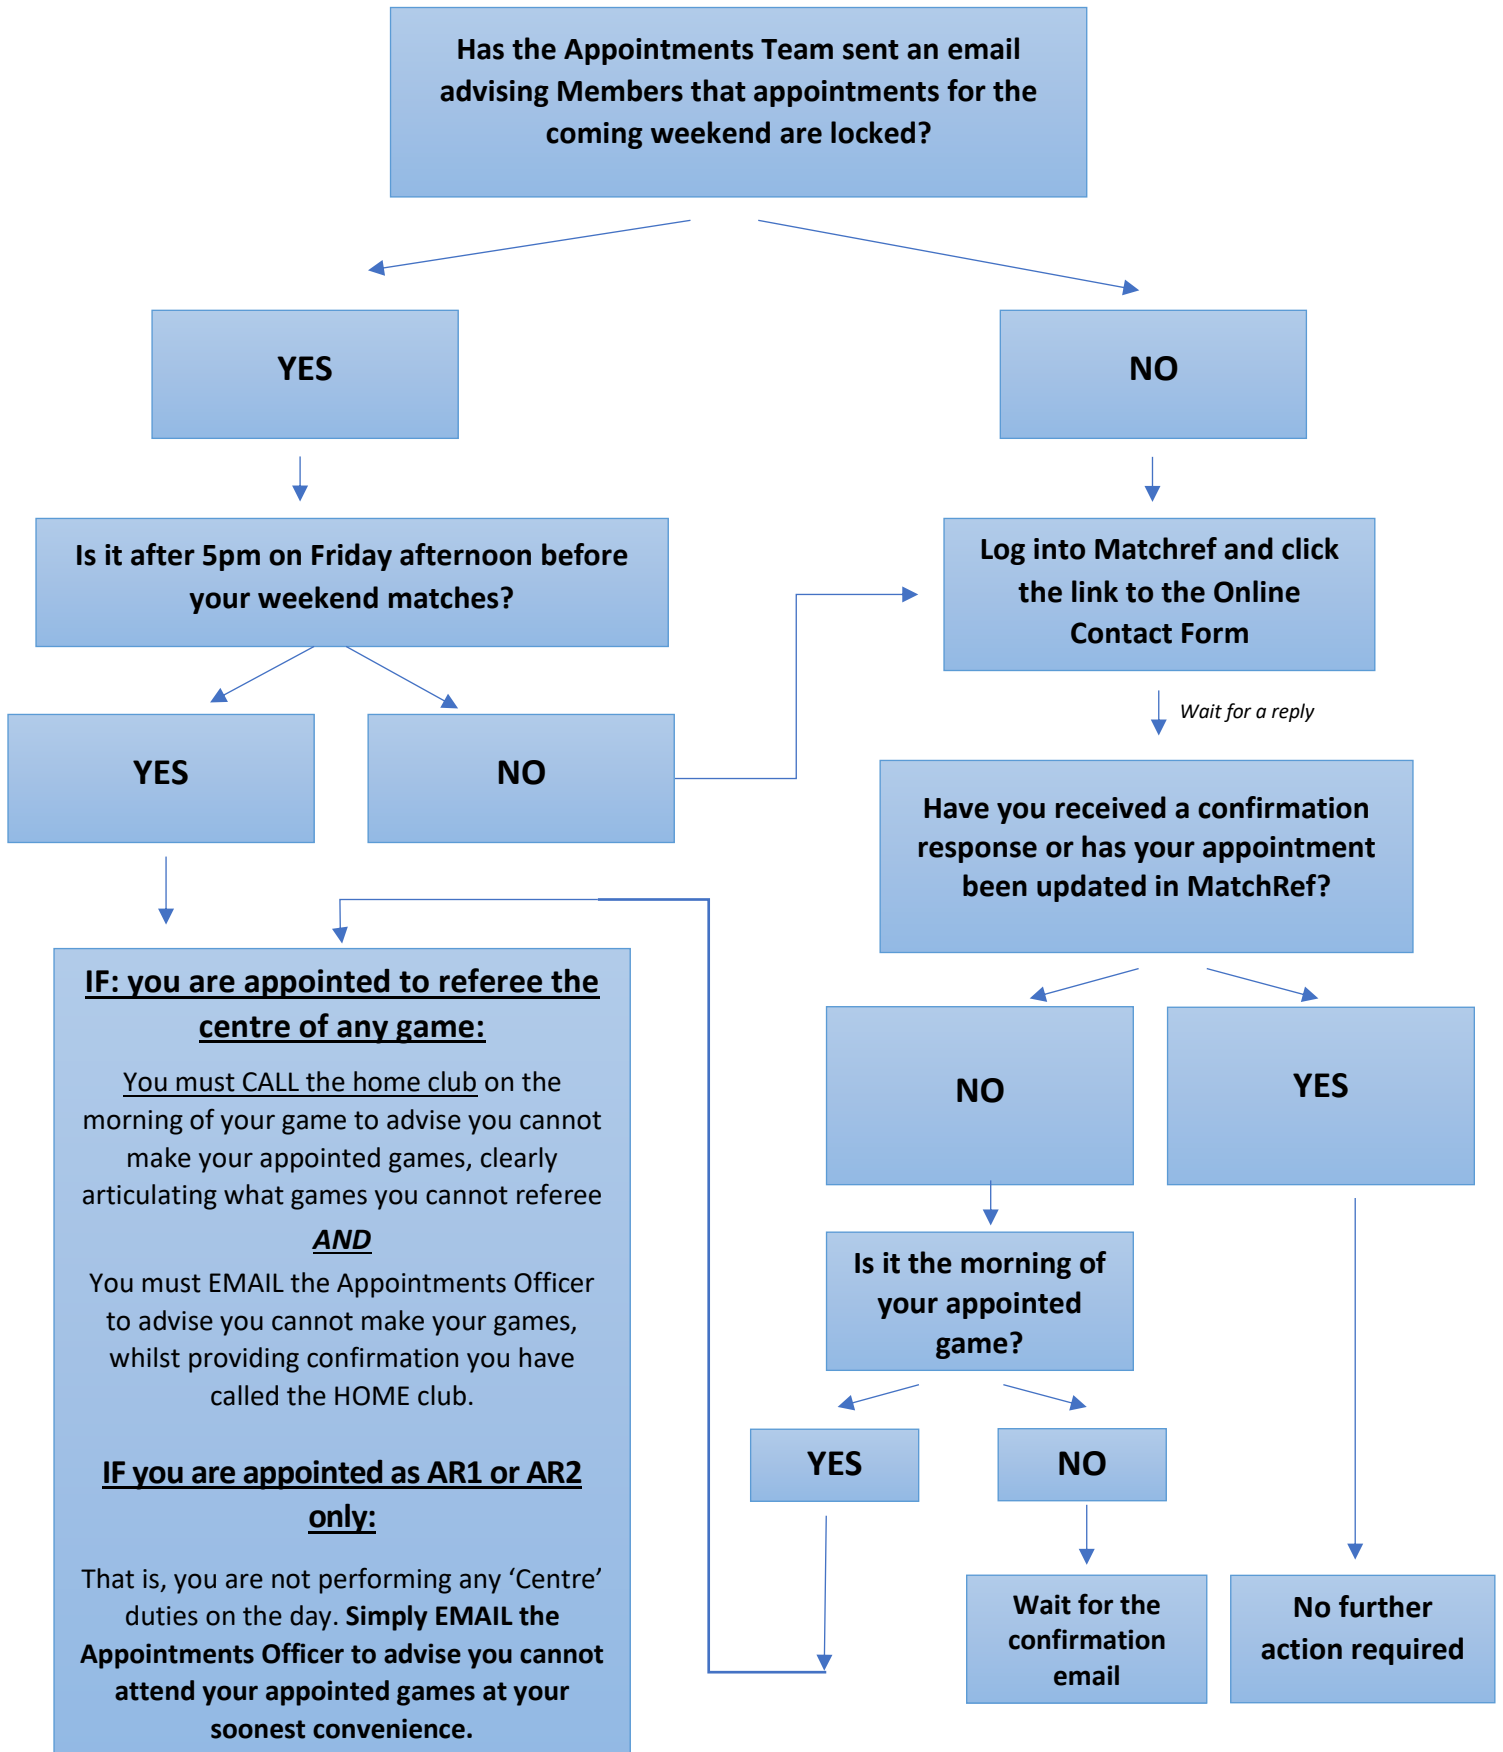 Has the Appointments Team sent an email
advising Members that appointments for the
coming weekend are locked?
YES
NO
Is it after 5pm on Friday afternoon before
your weekend matches?
Log into Matchref and click
the link to the Online
Contact Form
Wait for a reply
YES
NO
Have you received a confirmation
response or has your appointment
been updated in MatchRef?
IF: you are appointed to referee the
centre of any game:
You must CALL the home club on the
morning of your game to advise you cannot
make your appointed games, clearly
articulating what games you cannot referee
AND
You must EMAIL the Appointments Officer
to advise you cannot make your games,
whilst providing confirmation you have
called the HOME club.
IF you are appointed as AR1 or AR2
only:
That is, you are not performing any ‘Centre’
duties on the day. Simply EMAIL the
Appointments Officer to advise you cannot
attend your appointed games at your
soonest convenience.
NO
YES
Is it the morning of
your appointed
game?
YES
NO
Wait for the
confirmation
email
No further
action required